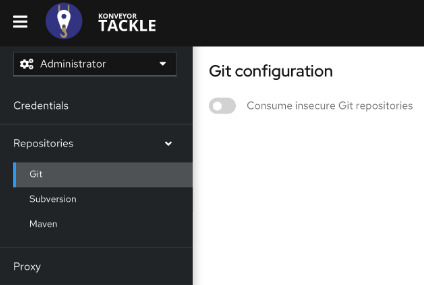 KONVEYOR
TACKLE
Administrator
Git configuration
Consume insecure Git repositories
Credentials
Repositories
Git
Subversion
Maven
Proxy